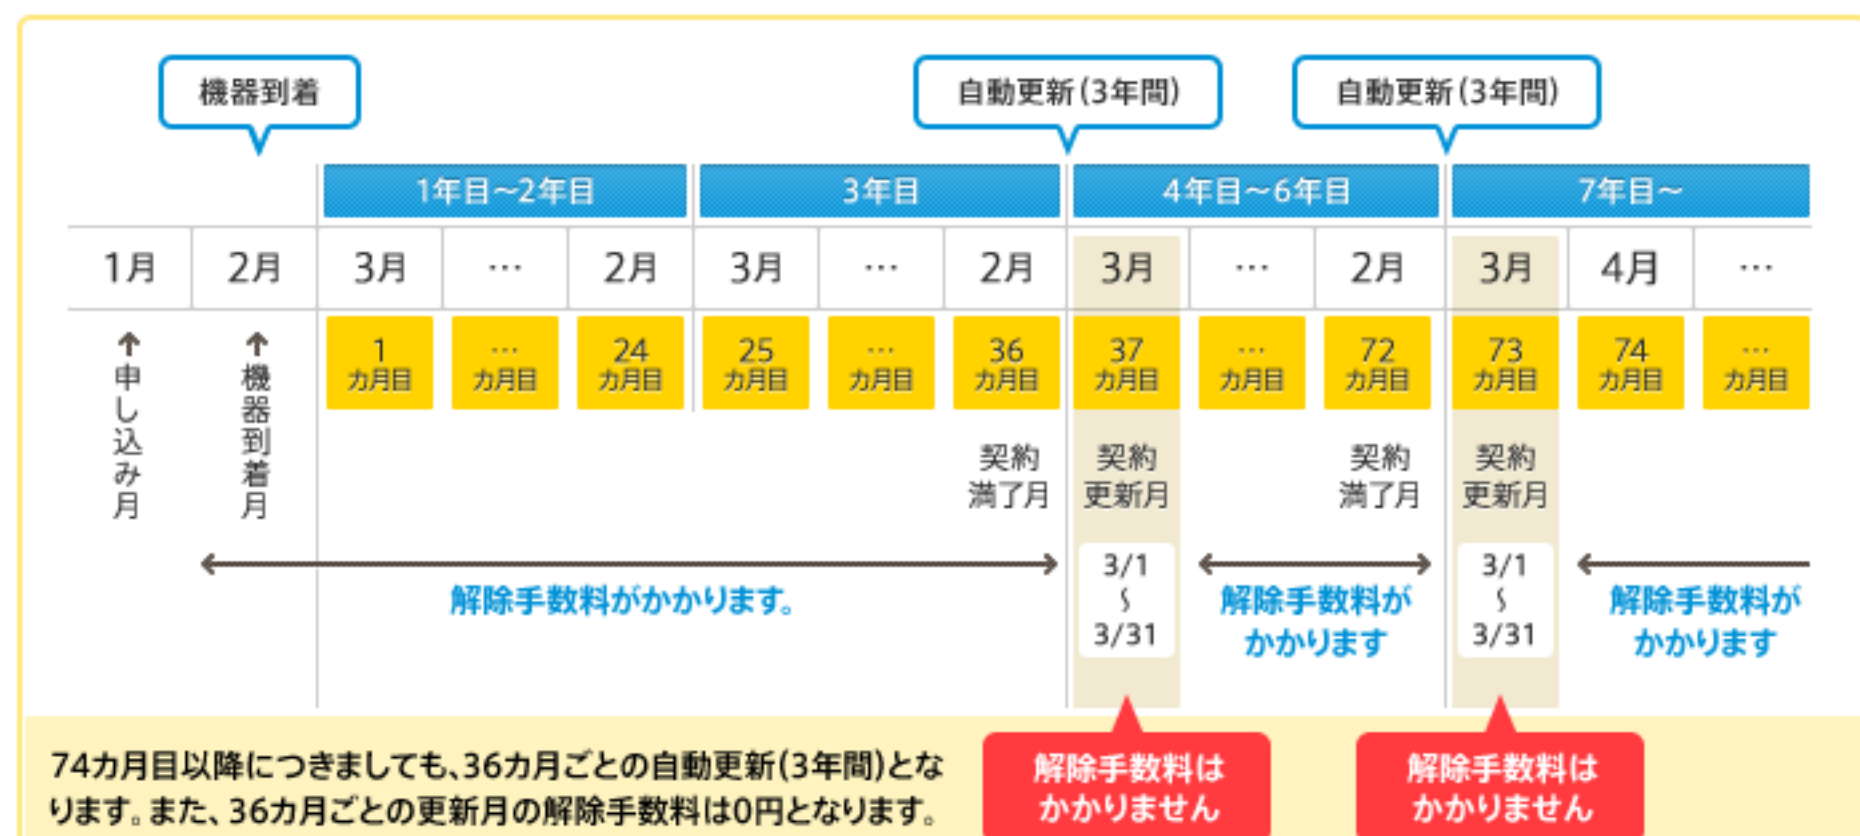 機器到着
自動更新(3年間)
自動更新(3年間)
1年目～2年目
3年目
4年目～6年目
7年目～
1月
2月
3月
…
2月
3月
…
2月
3月
…
2月
3月
4月
…
↑申し込み月
↑機器到着月
1
カ月目
…
カ月目
24
カ月目
25
カ月目
…
カ月目
36
カ月目
37
カ月目
…
カ月目
72
カ月目
73
カ月目
74
カ月目
…
カ月目
契約
満了月
契約
更新月
契約
満了月
契約
更新月
解除手数料がかかります。
3/1
～
3/31
解除手数料が
かかります
3/1
～
3/31
解除手数料が
かかります
74カ月目以降につきましても、36カ月ごとの自動更新(3年間)とな
ります。また、36カ月ごとの更新月の解除手数料は0円となります。
解除手数料は
かかりません
解除手数料は
かかりません